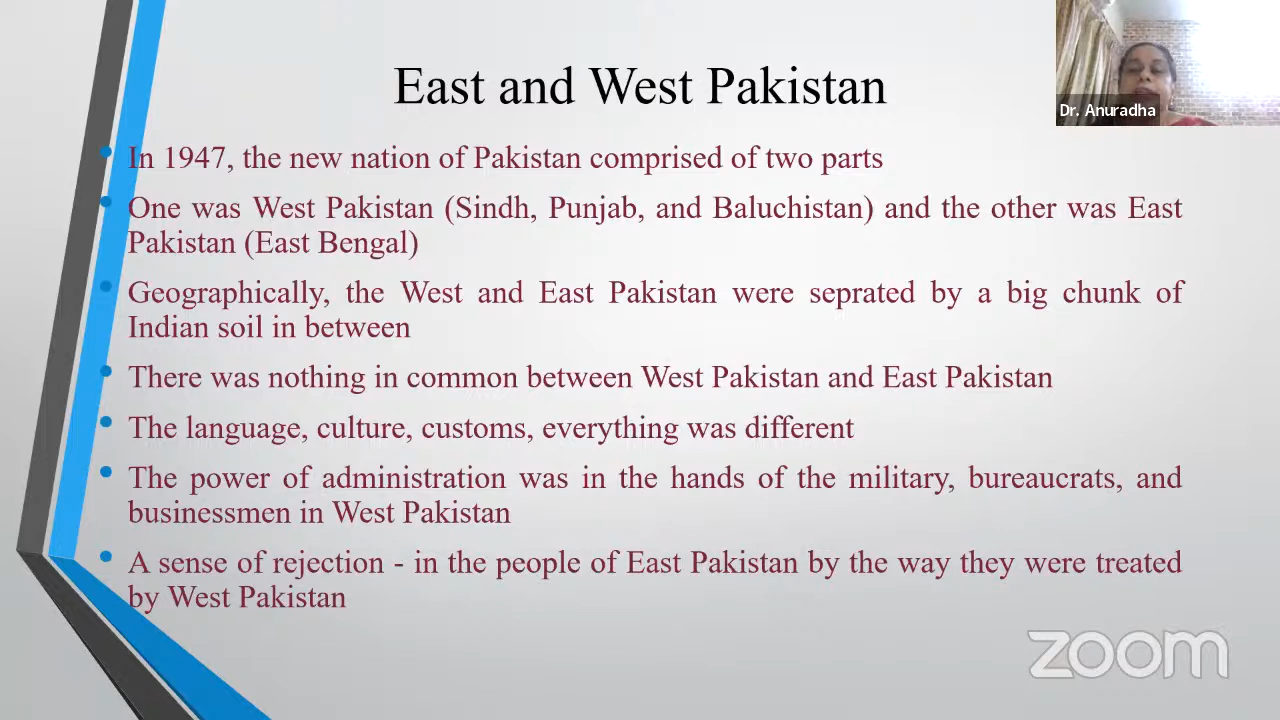 East and West Pakistan
Dr. Anuradha
In 1947, the new nation of Pakistan comprised of two parts
One was West Pakistan (Sindh, Punjab, and Baluchistan) and the other was East
Pakistan (East Bengal)
Geographically, the West and East Pakistan were seprated by a big chunk of
Indian soil in between
There was nothing in common between West Pakistan and East Pakistan
The language, culture, customs, everything was different
The power of administration was in the hands of the military, bureaucrats, and
businessmen in West Pakistan
A sense of rejection - in the people of East Pakistan by the way they were treated
by West Pakistan
zoom